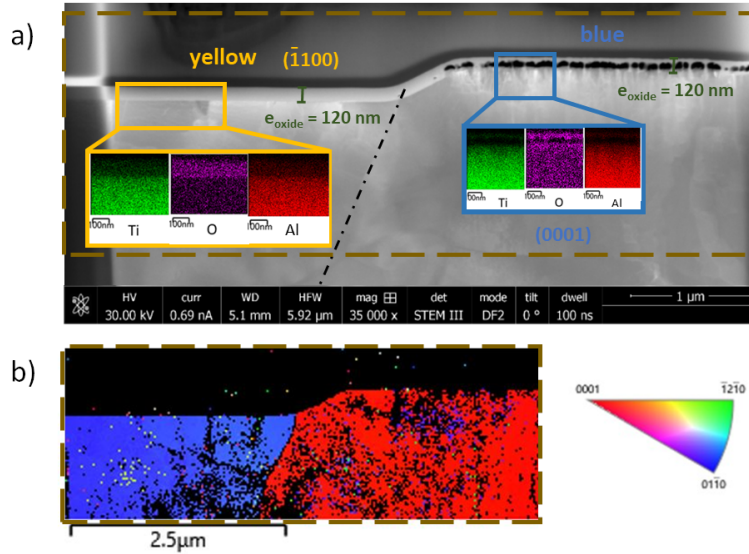 a)
yellow (1̅100)
blue
e_oxide = 120 nm
e_oxide = 120 nm
100nm 100nm 100nm
Ti O Al
100nm 100nm 100nm
Ti O Al
(0001)
HV curr WD HFW mag det mode tilt dwell
30.00 kV 0.69 nA 5.1 mm 5.92 µm 35 000 x STEM III DF2 0 ° 100 ns
1 µm
b)
2.5µm
0001 1̅21̅0
011̅0